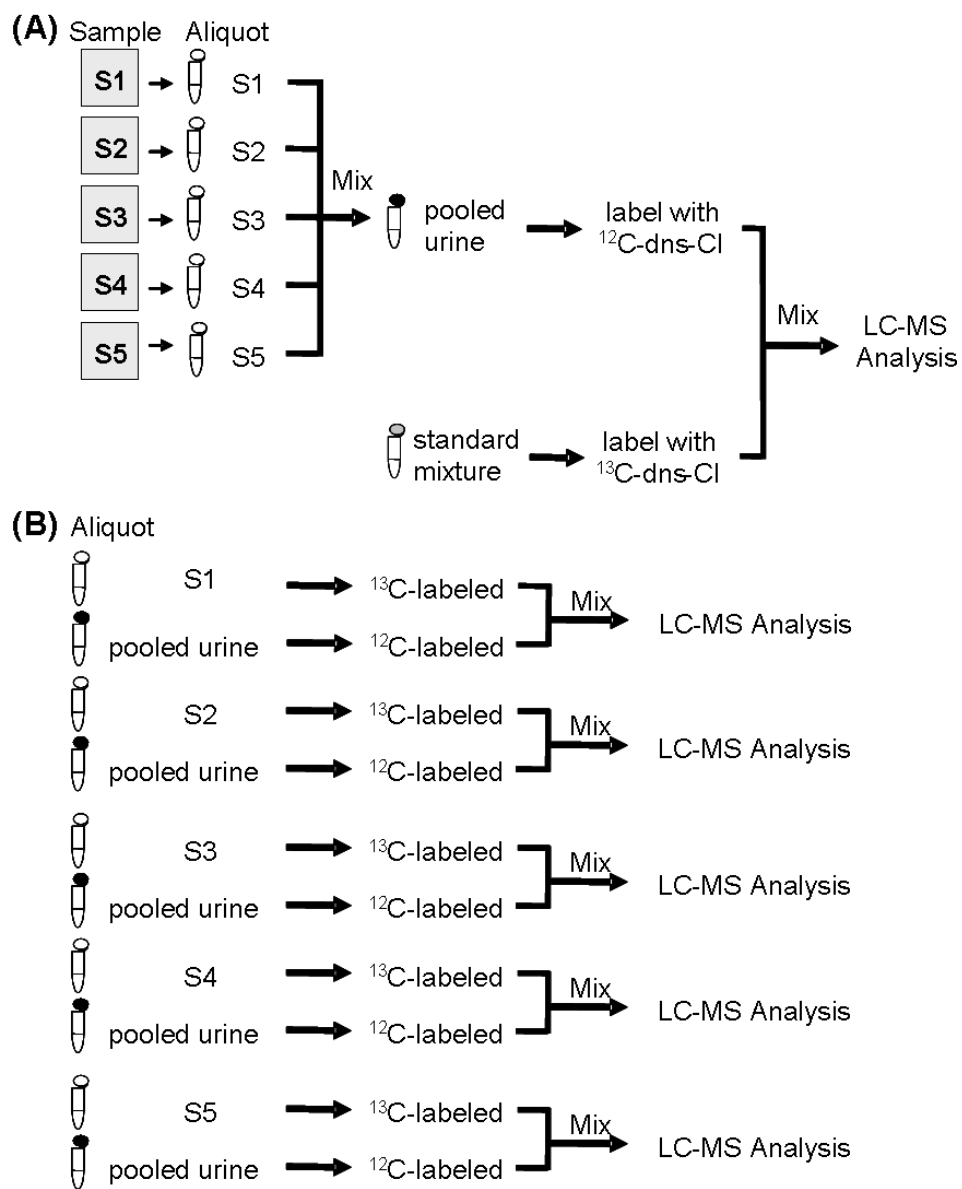 (A) Sample Aliquot
S1 S1
S2 S2
Mix
S3 S3 pooled
urine
label with
¹²C-dns-Cl
S4 S4
Mix
LC-MS
Analysis
S5 S5
standard
mixture
label with
¹³C-dns-Cl
(B) Aliquot
S1 ¹³C-labeled
Mix
LC-MS Analysis
pooled urine ¹²C-labeled
S2 ¹³C-labeled
Mix
LC-MS Analysis
pooled urine ¹²C-labeled
S3 ¹³C-labeled
Mix
LC-MS Analysis
pooled urine ¹²C-labeled
S4 ¹³C-labeled
Mix
LC-MS Analysis
pooled urine ¹²C-labeled
S5 ¹³C-labeled
Mix
LC-MS Analysis
pooled urine ¹²C-labeled